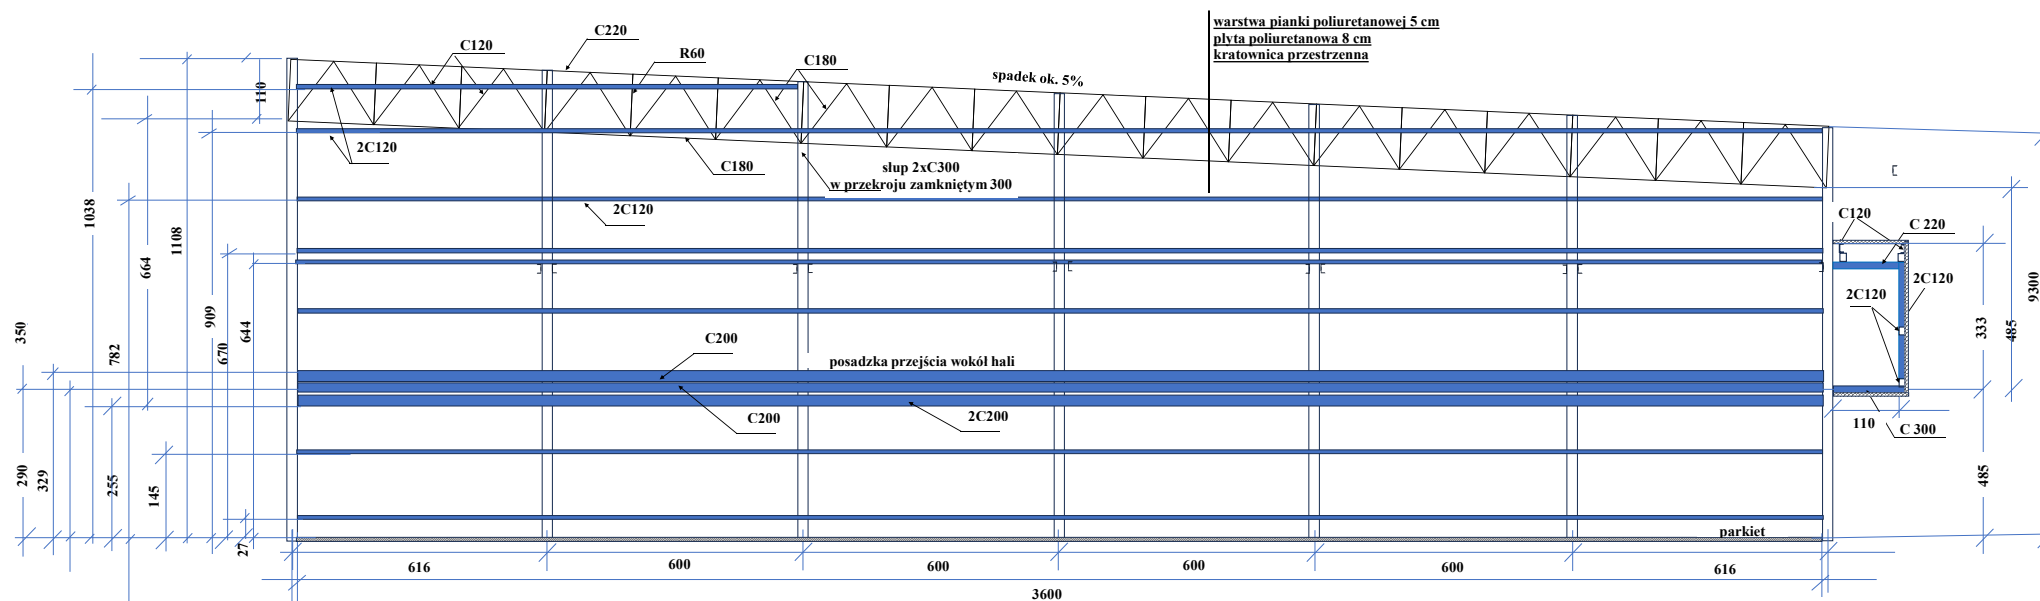 warstwa pianki poliuretanowej 5 cm
plyta poliuretanowa 8 cm
kratownica przestrzenna
C220
C120
R60
C180
spadek ok. 5%
110
2C120
C180
słup 2xC300
w przekroju zamkniętym 300
2C120
1038
1108
664
909
644
670
782
350
290
329
255
145
27
C200
posadzka przejścia wokół hali
C200
2C200
C120
C 220
2C120
2C120
333
485
9300
110
C 300
485
parkiet
616
600
600
600
600
616
3600